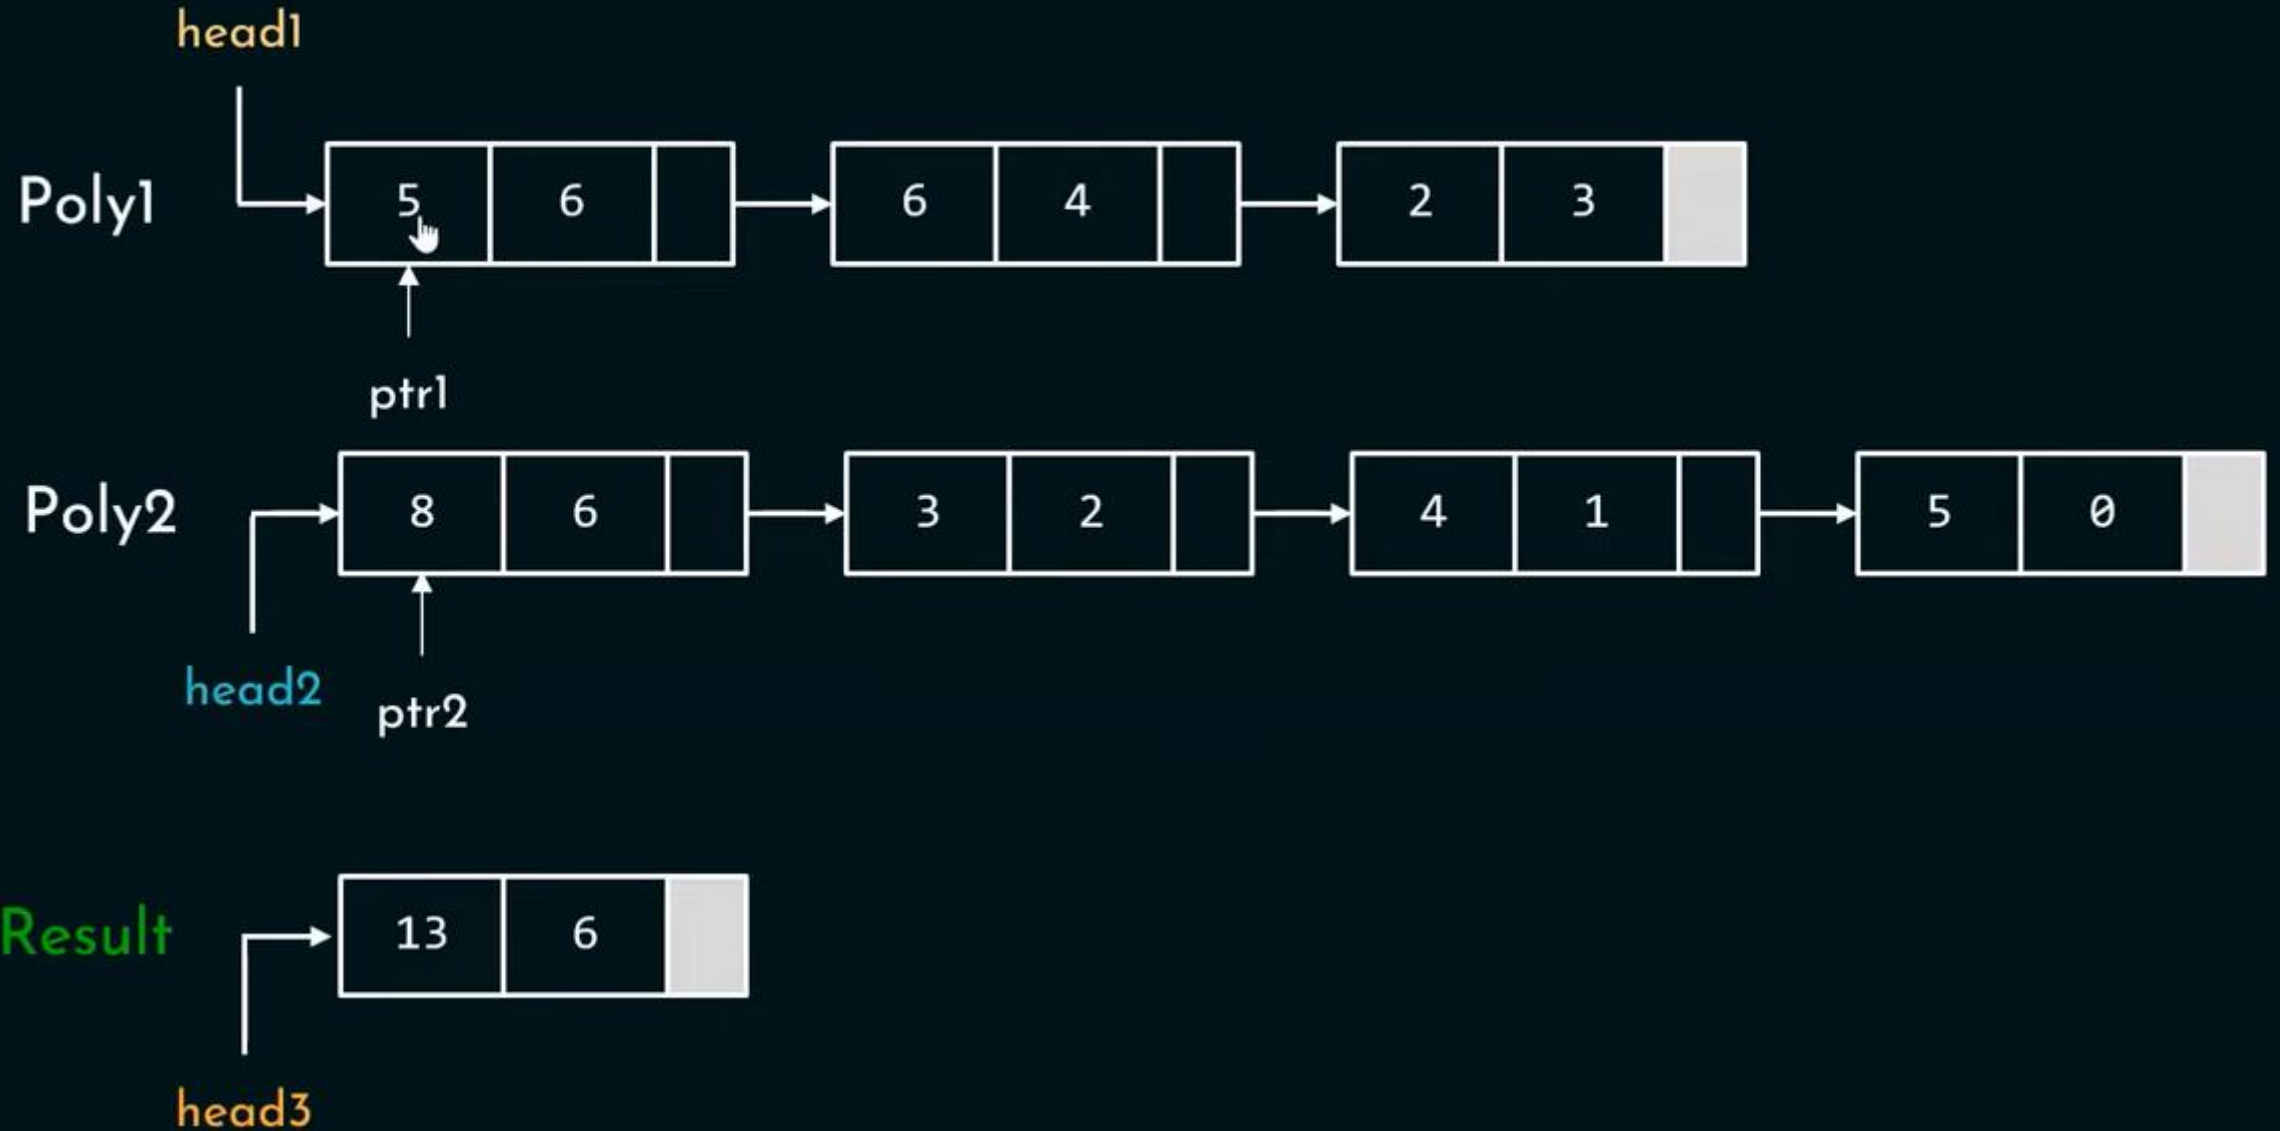 head1
Poly1 5 6 6 4 2 3
ptr1
Poly2 8 6 3 2 4 1 5 0
head2
ptr2
Result 13 6
head3